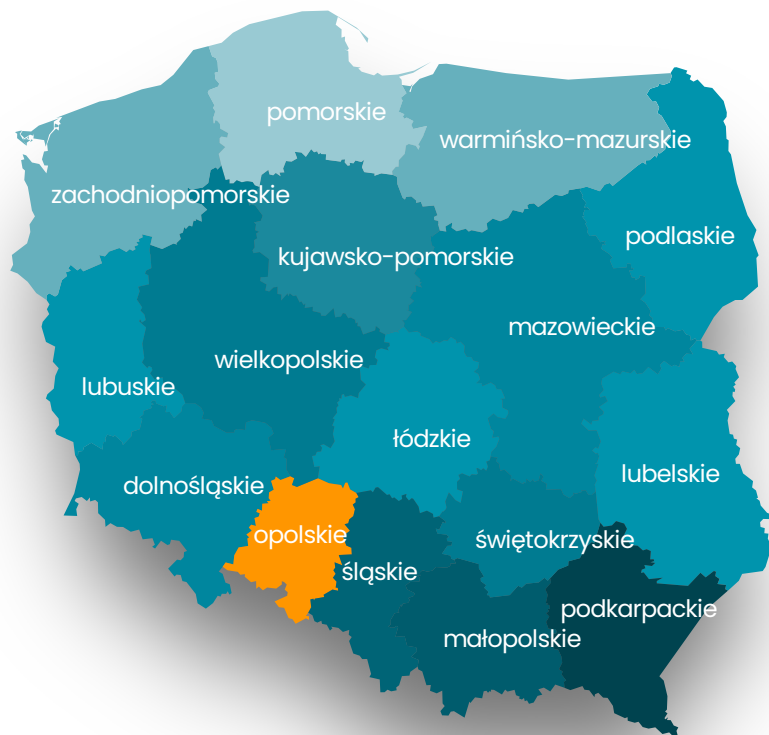 pomorskie
warmińsko-mazurskie
zachodniopomorskie
podlaskie
kujawsko-pomorskie
mazowieckie
wielkopolskie
lubuskie
łódzkie
lubelskie
dolnośląskie
opolskie
świętokrzyskie
śląskie
podkarpackie
małopolskie